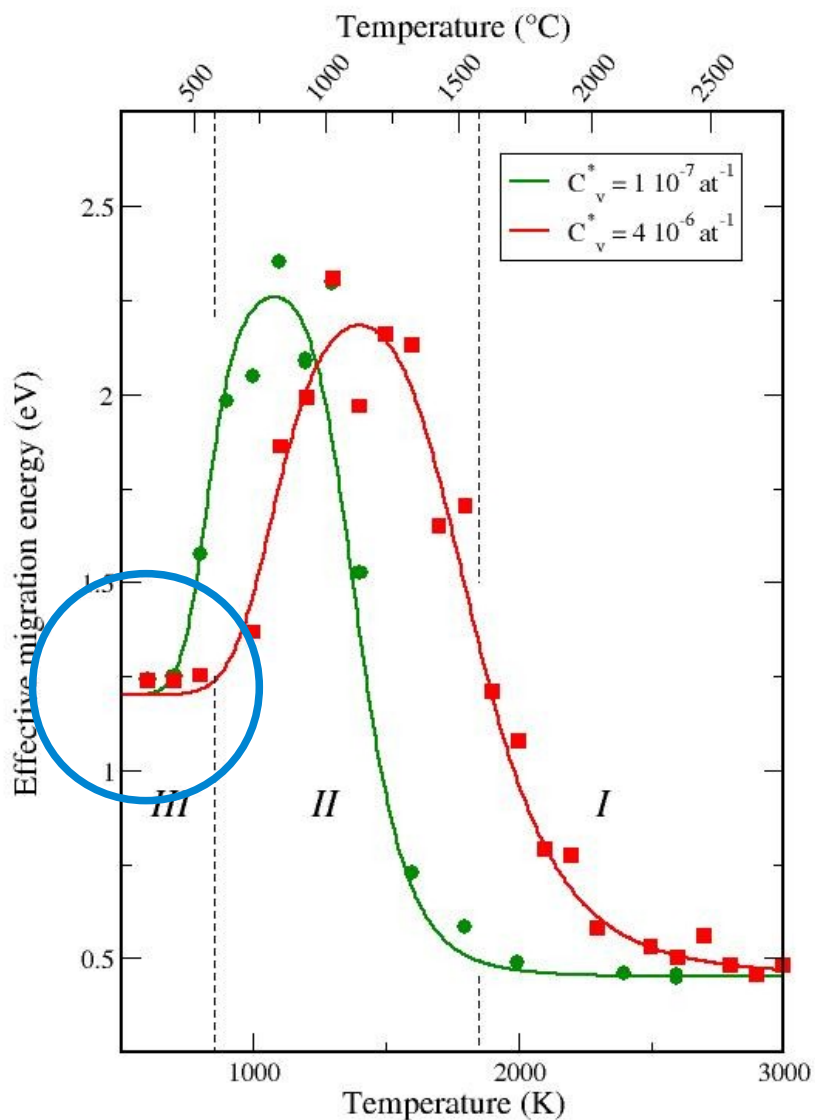 Temperature (°C)
500 1000 1500 2000 2500
C*v = 1 10-7 at-1
C*v = 4 10-6 at-1
Effective migration energy (eV)
2.5
2
1.5
1
0.5
III II I
1000 2000 3000
Temperature (K)